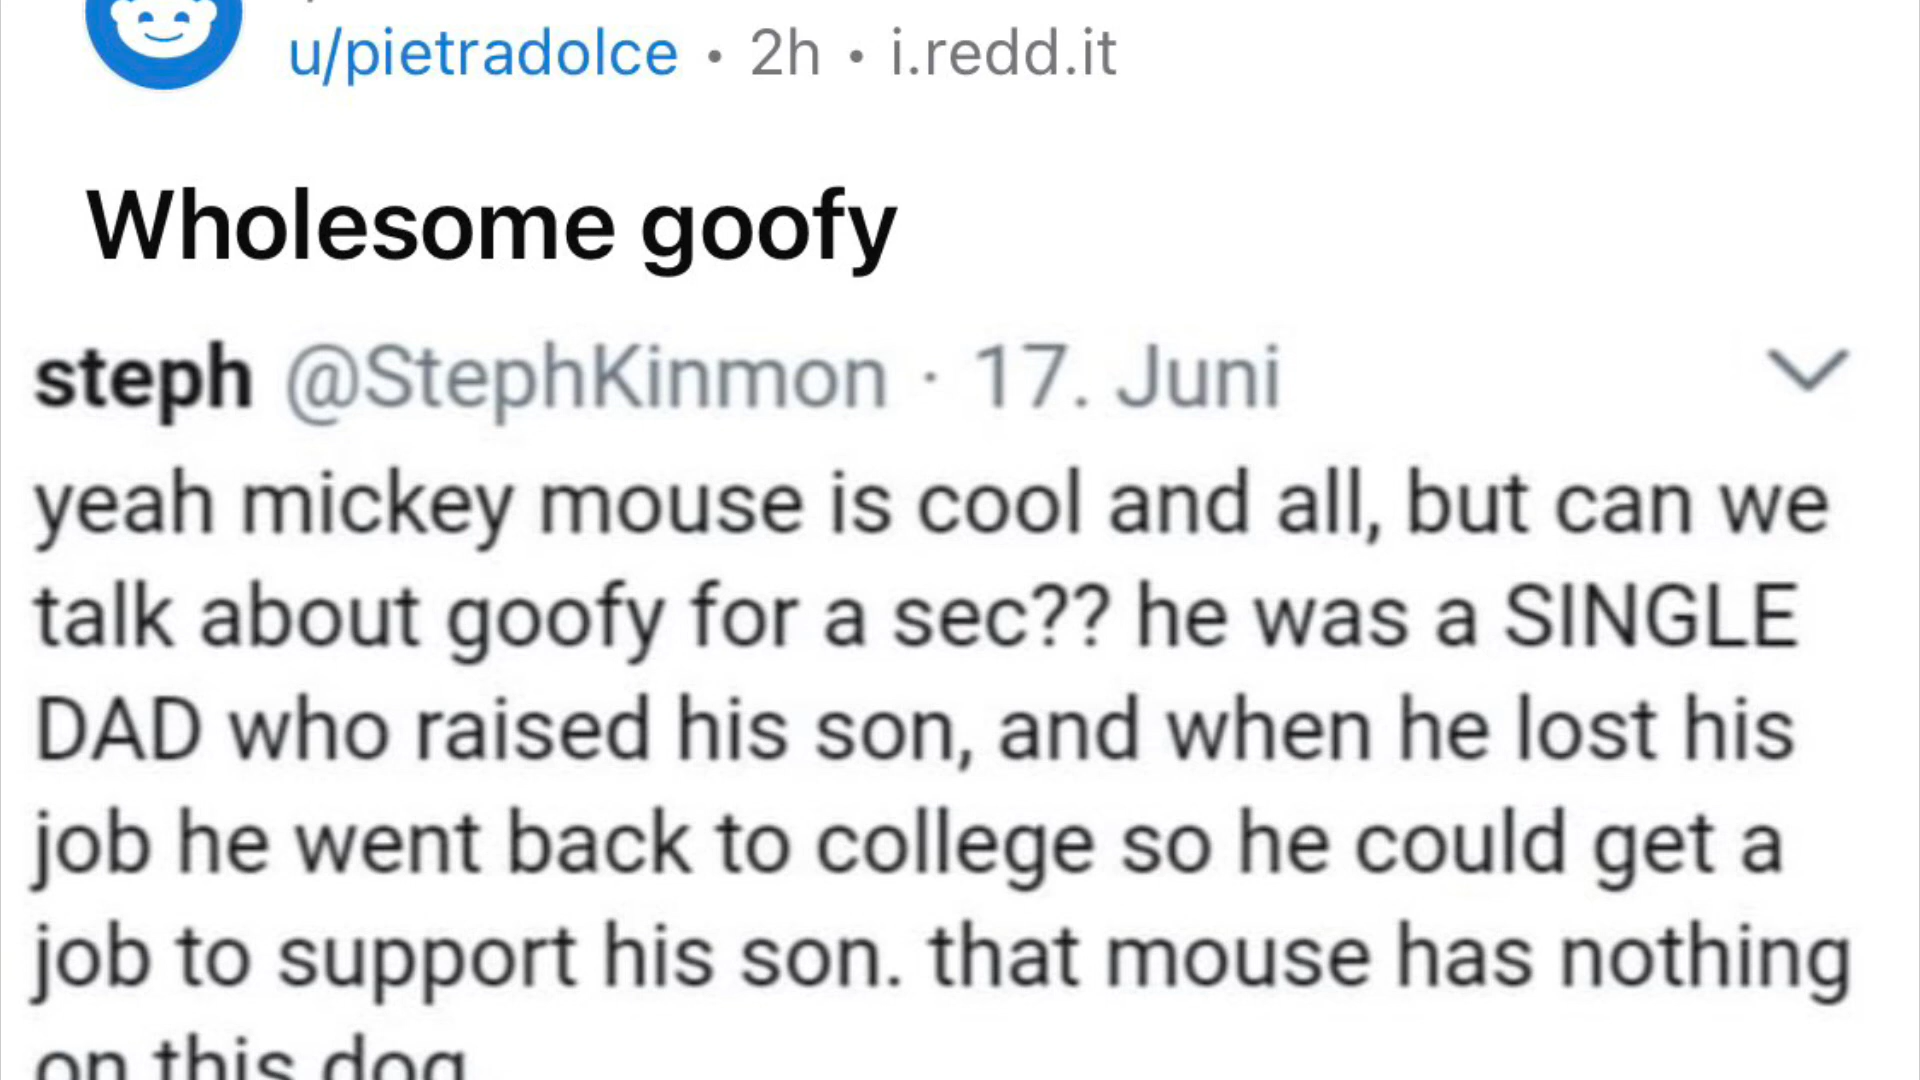 u/pietradolce • 2h • i.redd.it
Wholesome goofy
steph @StephKinmon · 17. Juni
yeah mickey mouse is cool and all, but can we
talk about goofy for a sec?? he was a SINGLE
DAD who raised his son, and when he lost his
job he went back to college so he could get a
job to support his son. that mouse has nothing
on this dog.